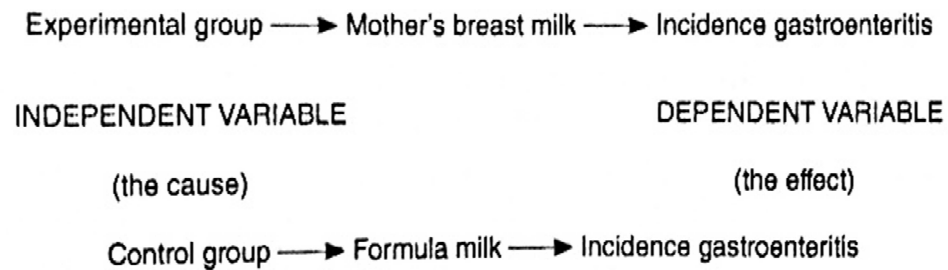 Experimental group → Mother's breast milk → Incidence gastroenteritis
INDEPENDENT VARIABLE DEPENDENT VARIABLE
(the cause) (the effect)
Control group → Formula milk → Incidence gastroenteritis